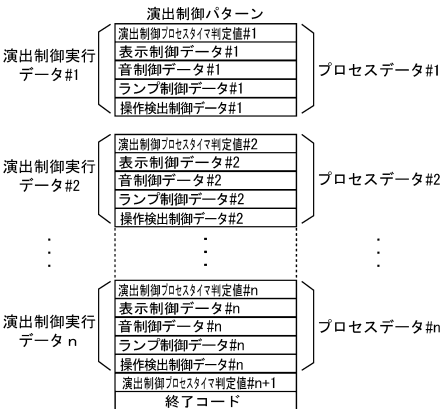 演出制御パターン
演出制御実行
データ#1
演出制御プロセスタイマ判定値#1
表示制御データ#1
音制御データ#1
ランプ制御データ#1
操作検出制御データ#1
プロセスデータ#1
演出制御実行
データ#2
演出制御プロセスタイマ判定値#2
表示制御データ#2
音制御データ#2
ランプ制御データ#2
操作検出制御データ#2
プロセスデータ#2
演出制御実行
データn
演出制御プロセスタイマ判定値#n
表示制御データ#n
音制御データ#n
ランプ制御データ#n
操作検出制御データ#n
プロセスデータ#n
演出制御プロセスタイマ判定値#n+1
終了コード